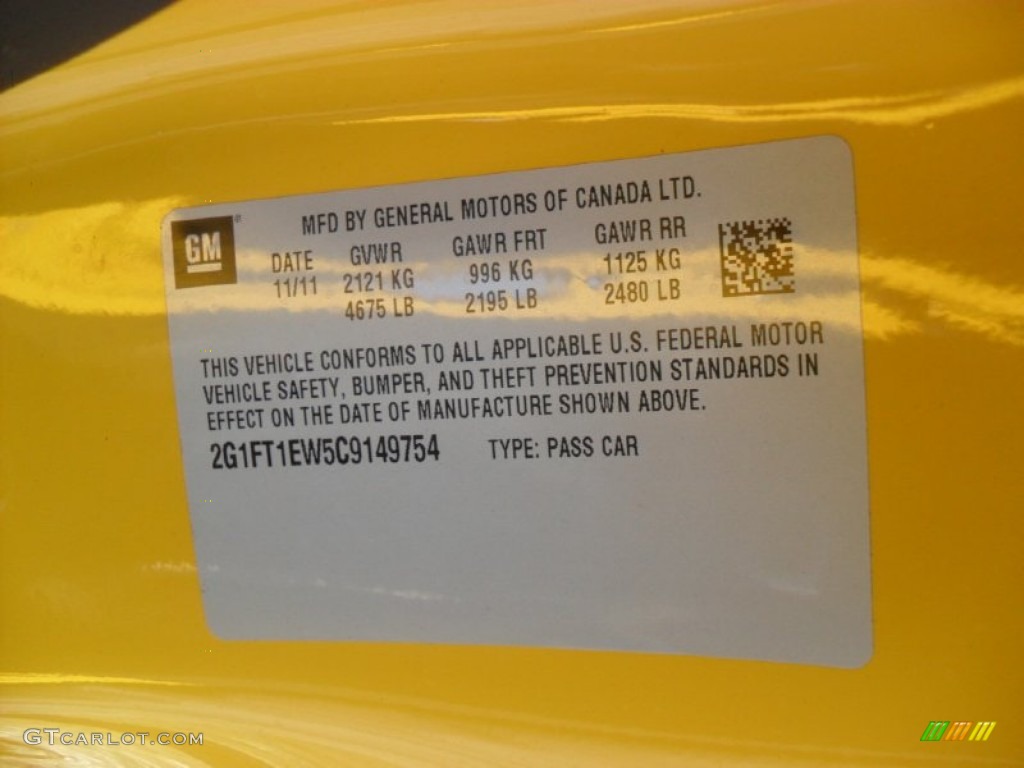 GM
MFD BY GENERAL MOTORS OF CANADA LTD.
DATE GVWR GAWR FRT GAWR RR
11/11 2121 KG 996 KG 1125 KG
4675 LB 2195 LB 2480 LB
THIS VEHICLE CONFORMS TO ALL APPLICABLE U.S. FEDERAL MOTOR
VEHICLE SAFETY, BUMPER, AND THEFT PREVENTION STANDARDS IN
EFFECT ON THE DATE OF MANUFACTURE SHOWN ABOVE.
2G1FT1EW5C9149754 TYPE: PASS CAR
GTCARLOT.COM